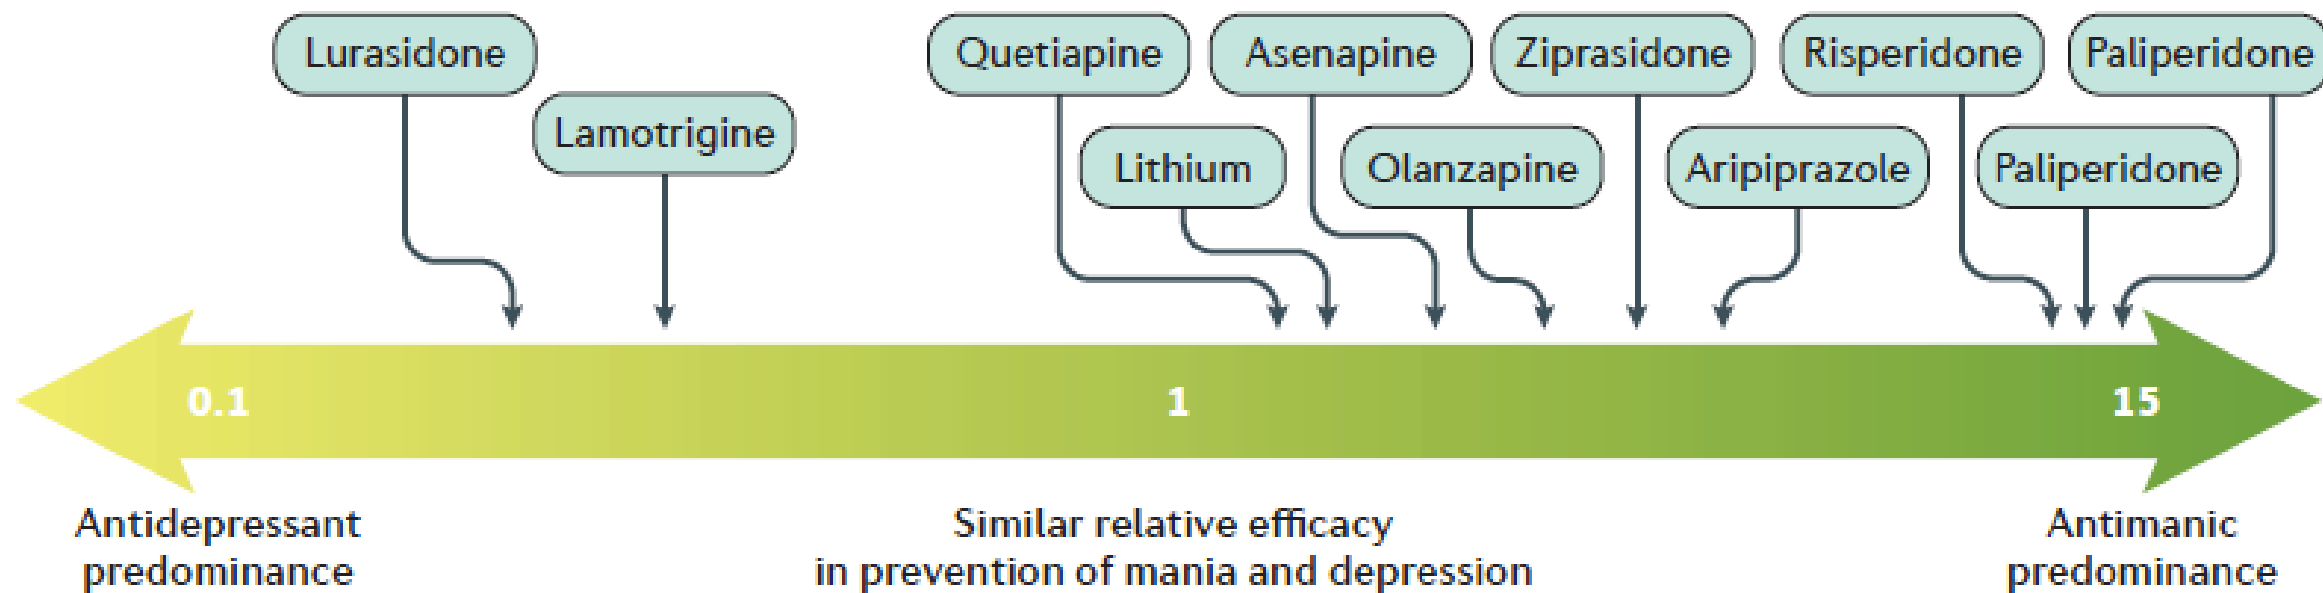 Lurasidone
Lamotrigine
Quetiapine
Asenapine
Ziprasidone
Risperidone
Paliperidone
Lithium
Olanzapine
Aripiprazole
Paliperidone
0.1
1
15
Antidepressant
predominance
Similar relative efficacy
in prevention of mania and depression
Antimanic
predominance